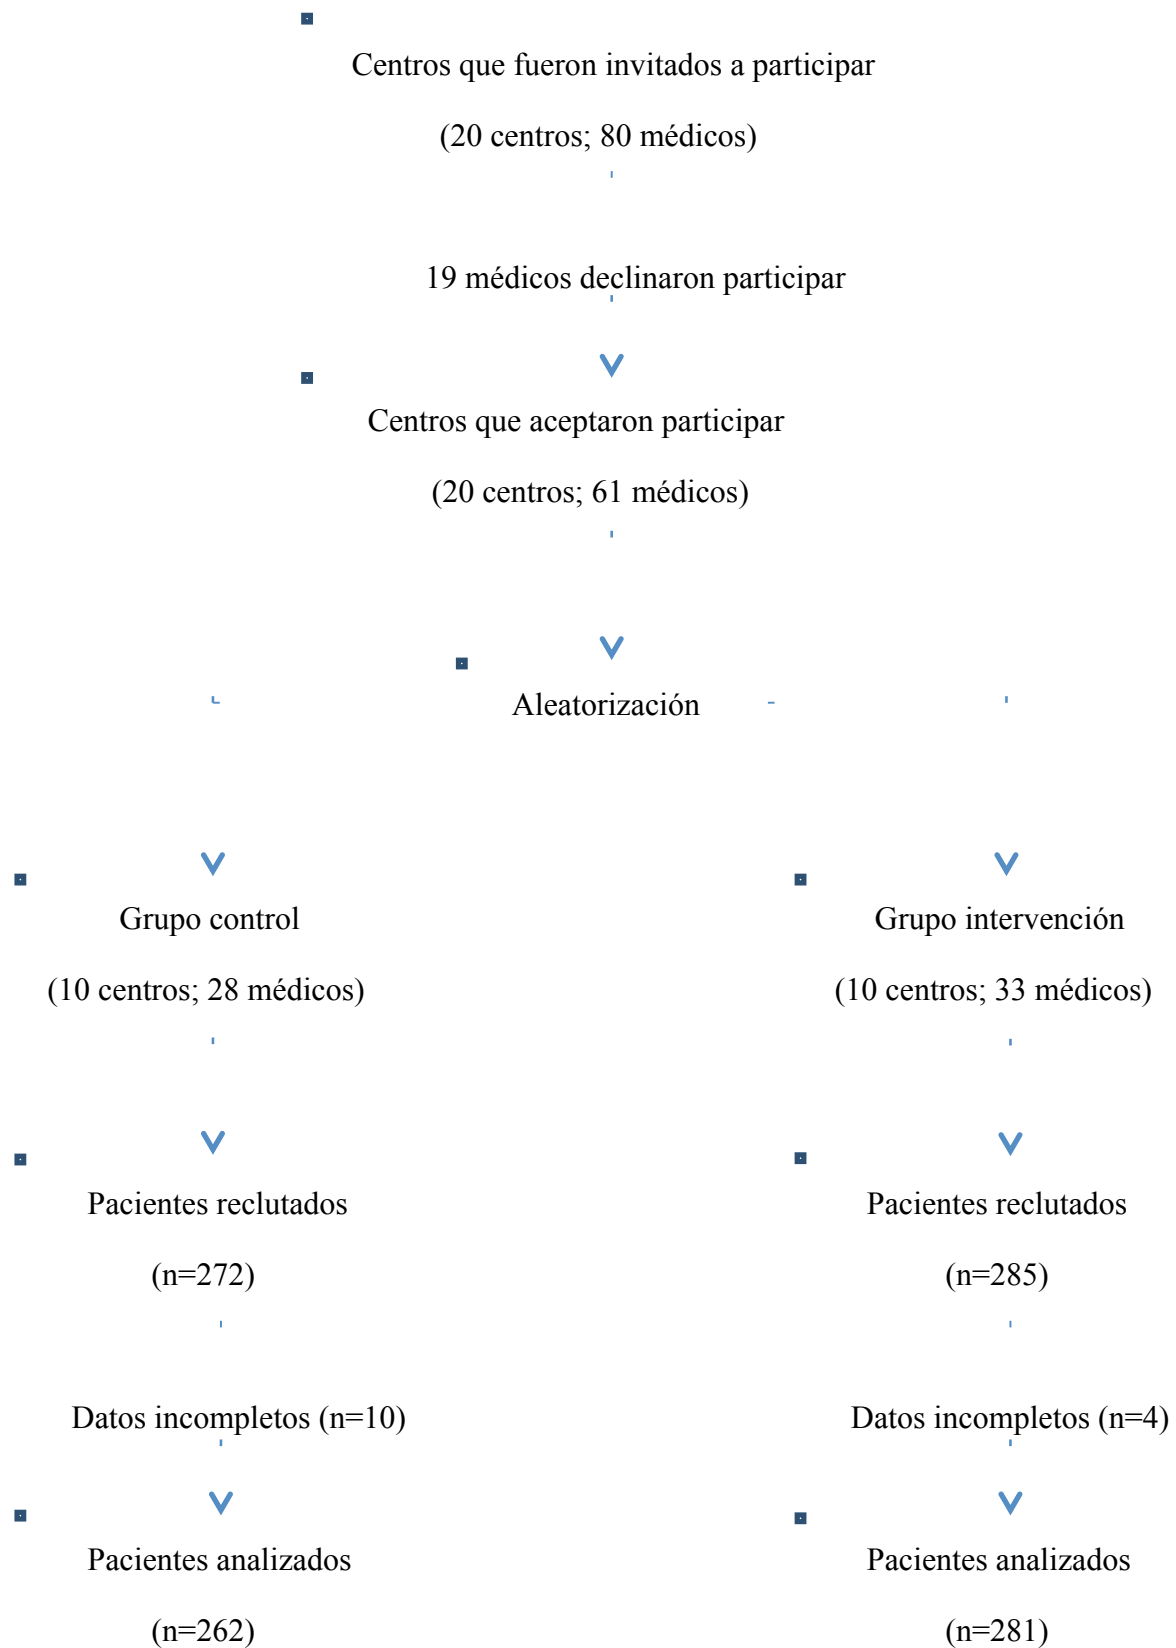 Centros que fueron invitados a participar
(20 centros; 80 médicos)
19 médicos declinaron participar
Centros que aceptaron participar
(20 centros; 61 médicos)
Aleatorización
Grupo control
(10 centros; 28 médicos)
Grupo intervención
(10 centros; 33 médicos)
Pacientes reclutados
(n=272)
Pacientes reclutados
(n=285)
Datos incompletos (n=10)
Datos incompletos (n=4)
Pacientes analizados
(n=262)
Pacientes analizados
(n=281)